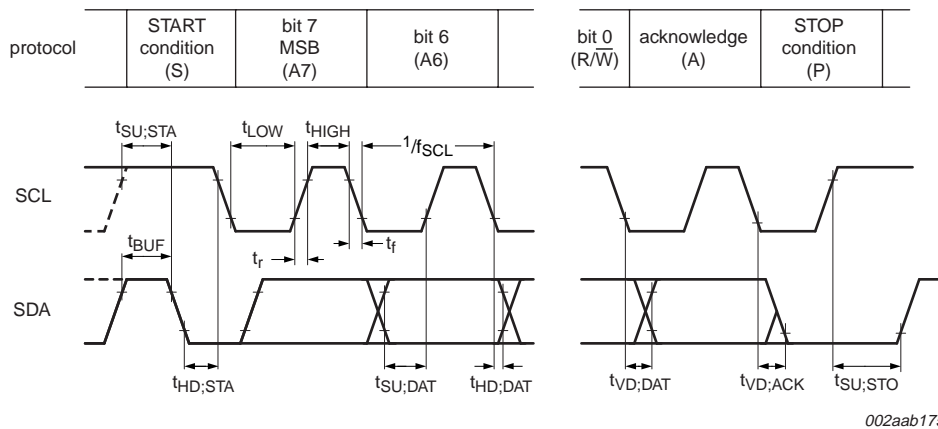 protocol
START
condition
(S)
bit 7
MSB
(A7)
bit 6
(A6)
bit 0
(R/W̅)
acknowledge
(A)
STOP
condition
(P)
tSU;STA
tLOW
tHIGH
1/fSCL
SCL
tBUF
tr
tf
SDA
tHD;STA
tSU;DAT
tHD;DAT
tVD;DAT
tVD;ACK
tSU;STO